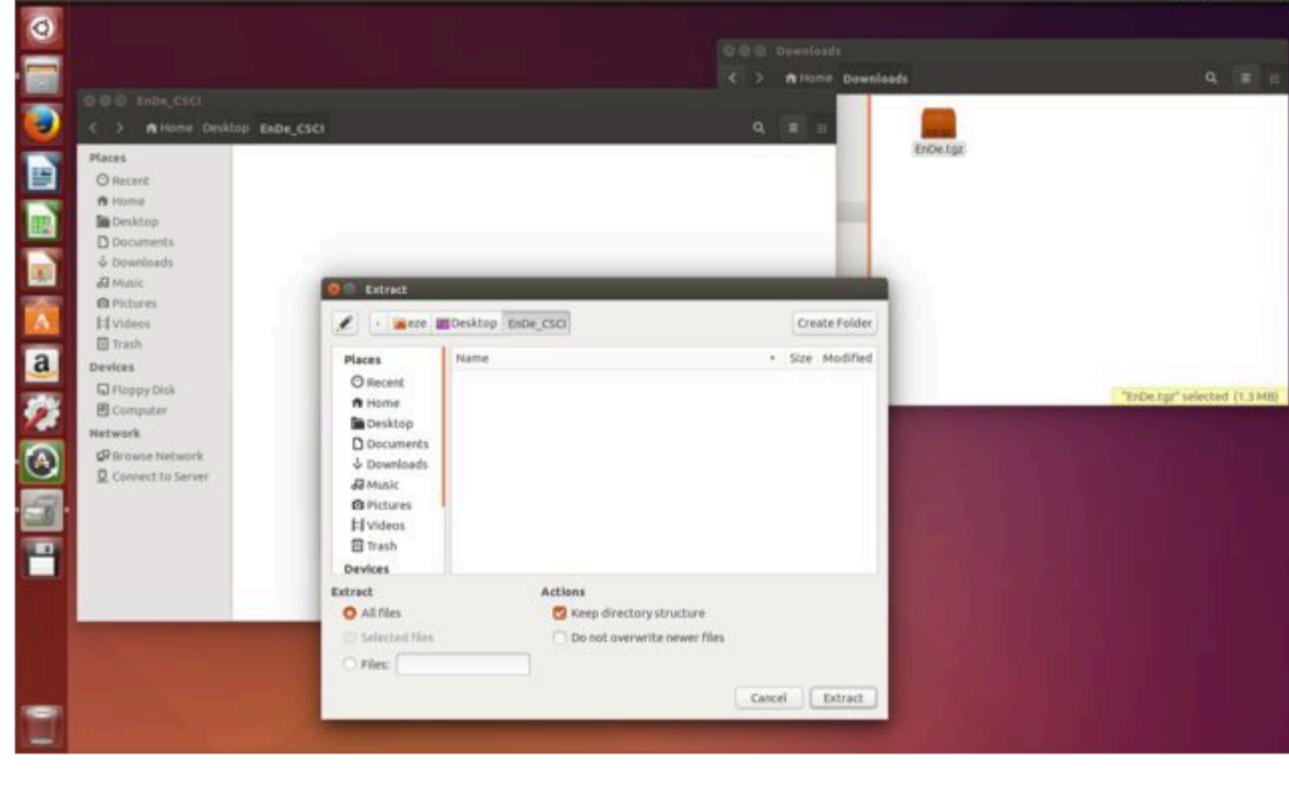 Downloads
Home Downloads
EnDe_CSCI
Home Desktop EnDe_CSCI
EnDe.tgz
Places
Recent
Home
Desktop
Documents
Downloads
Music
Pictures
Videos
Trash
Devices
Floppy Disk
Computer
Network
Browse Network
Connect to Server
"EnDe.tgz" selected (1.3 MB)
Extract
eze Desktop EnDe_CSCI Create Folder
Places
Recent
Home
Desktop
Documents
Downloads
Music
Pictures
Videos
Trash
Devices
Name Size Modified
Extract
All files
Selected files
Files:
Actions
Keep directory structure
Do not overwrite newer files
Cancel Extract